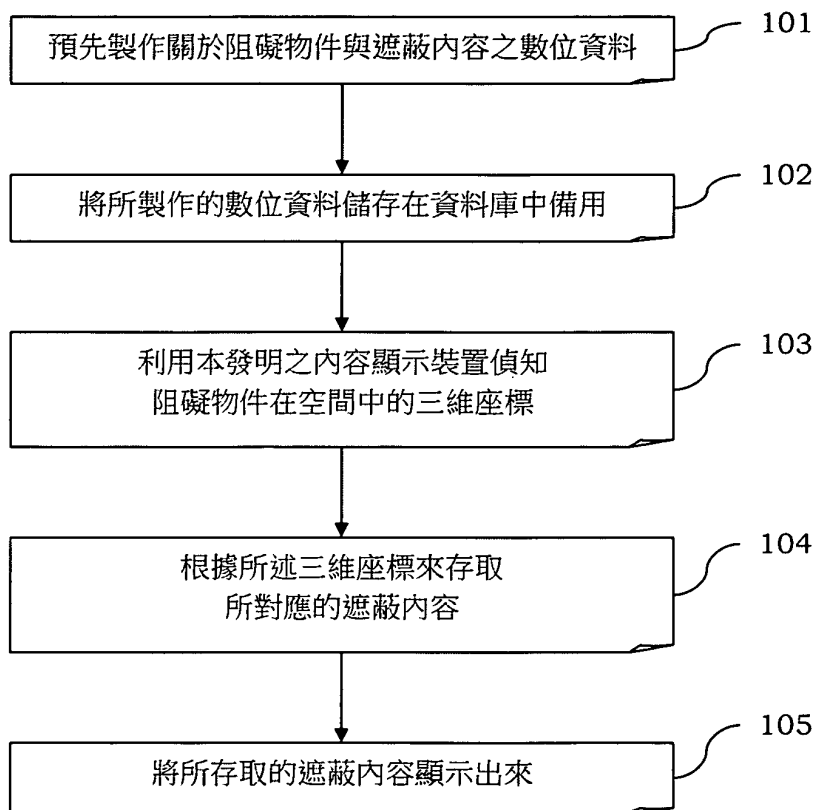 預先製作關於阻礙物件與遮蔽內容之數位資料
101
將所製作的數位資料儲存在資料庫中備用
102
利用本發明之內容顯示裝置偵知
阻礙物件在空間中的三維座標
103
根據所述三維座標來存取
所對應的遮蔽內容
104
將所存取的遮蔽內容顯示出來
105